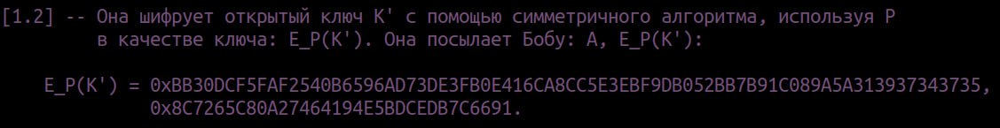 [1.2] -- Она шифрует открытый ключ K' с помощью симметричного алгоритма, используя P
в качестве ключа: E_P(K'). Она посылает Бобу: A, E_P(K'):
E_P(K') = 0xBB30DCF5FAF2540B6596AD73DE3FB0E416CA8CC5E3EBF9DB052BB7B91C089A5A313937343735,
0x8C7265C80A27464194E5BDCEDB7C6691.